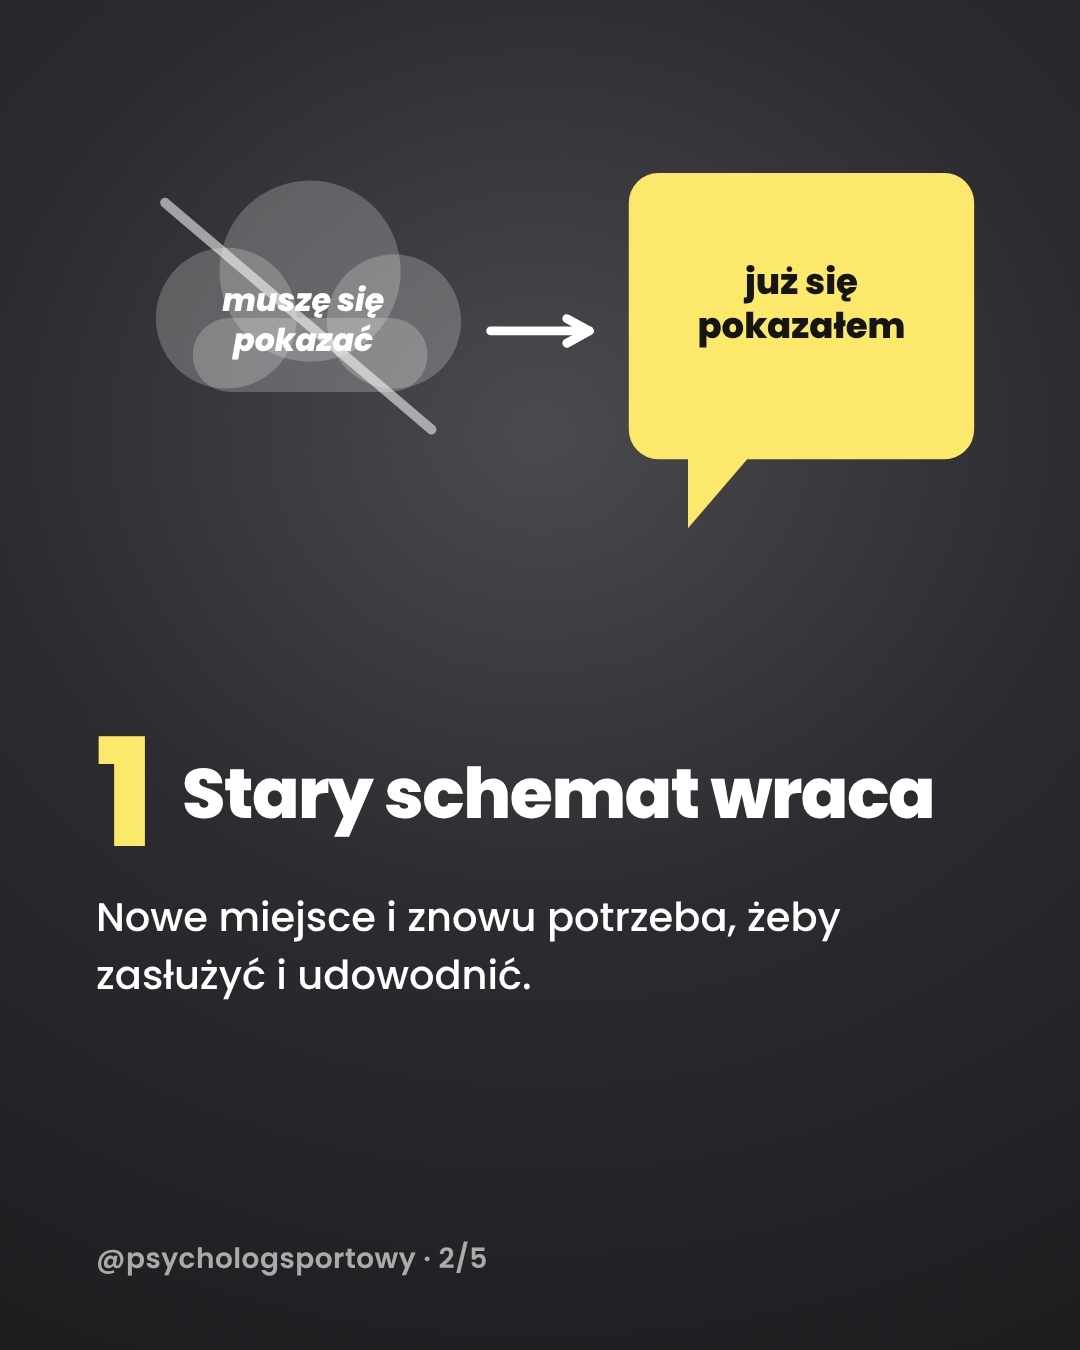 muszę się
pokazać
już się
pokazałem
1 Stary schemat wraca
Nowe miejsce i znowu potrzeba, żeby
zasłużyć i udowodnić.
@psychologsportowy · 2/5